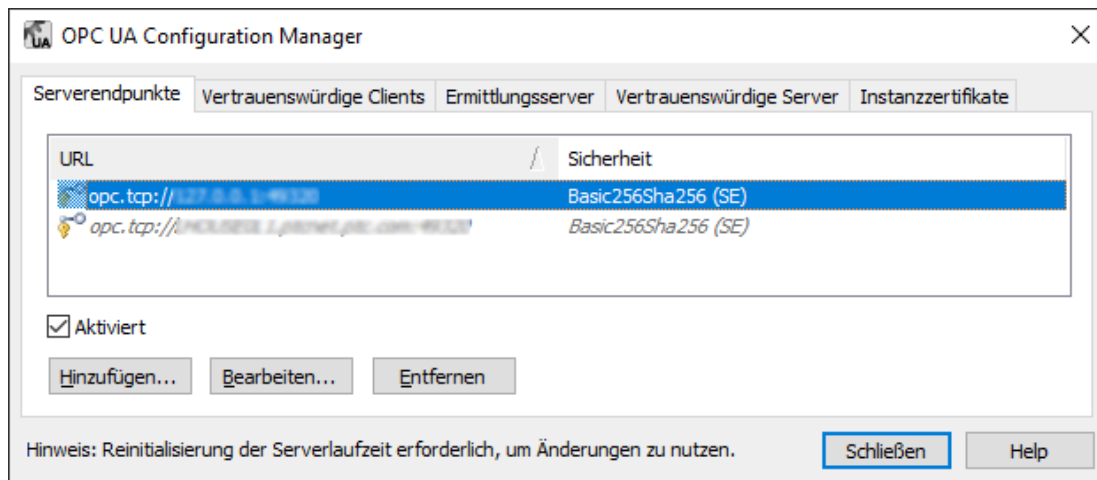 UA OPC UA Configuration Manager
Serverendpunkte Vertrauenswürdige Clients Ermittlungsserver Vertrauenswürdige Server Instanzzertifikate
URL Sicherheit
opc.tcp:// Basic256Sha256 (SE)
opc.tcp:// Basic256Sha256 (SE)
Aktiviert
Hinzufügen... Bearbeiten... Entfernen
Hinweis: Reinitialisierung der Serverlaufzeit erforderlich, um Änderungen zu nutzen. Schließen Help